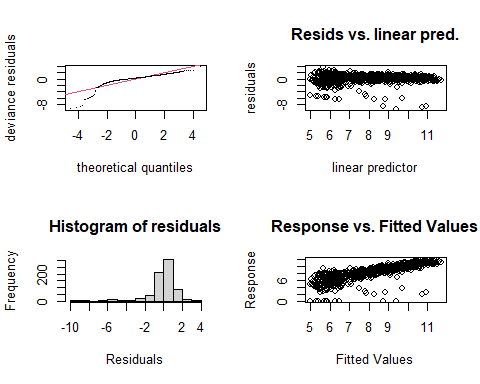 deviance residuals
0
-8
-4 -2 0 2 4
theoretical quantiles
Resids vs. linear pred.
residuals
0
-8
5 6 7 8 9 11
linear predictor
Histogram of residuals
Frequency
200
0
-10 -6 -2 2 4
Residuals
Response vs. Fitted Values
Response
6
0
5 6 7 8 9 11
Fitted Values